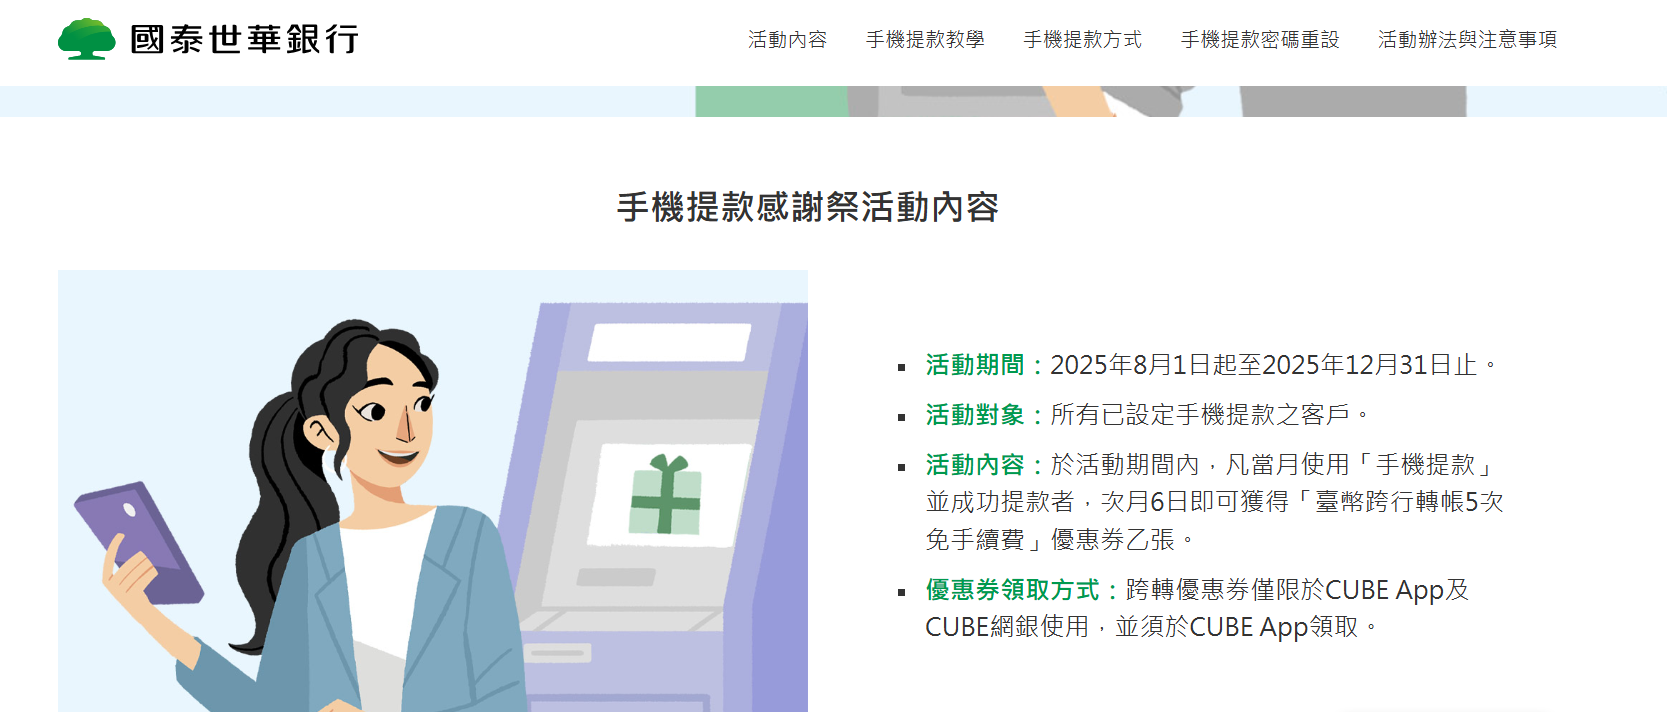 國泰世華銀行
活動內容 手機提款教學 手機提款方式 手機提款密碼重設 活動辦法與注意事項
手機提款感謝祭活動內容
活動期間：2025年8月1日起至2025年12月31日止。
活動對象：所有已設定手機提款之客戶。
活動內容：於活動期間內，凡當月使用「手機提款」
並成功提款者，次月6日即可獲得「臺幣跨行轉帳5次
免手續費」優惠券乙張。
優惠券領取方式：跨轉優惠券僅限於CUBE App及
CUBE網銀使用，並須於CUBE App領取。